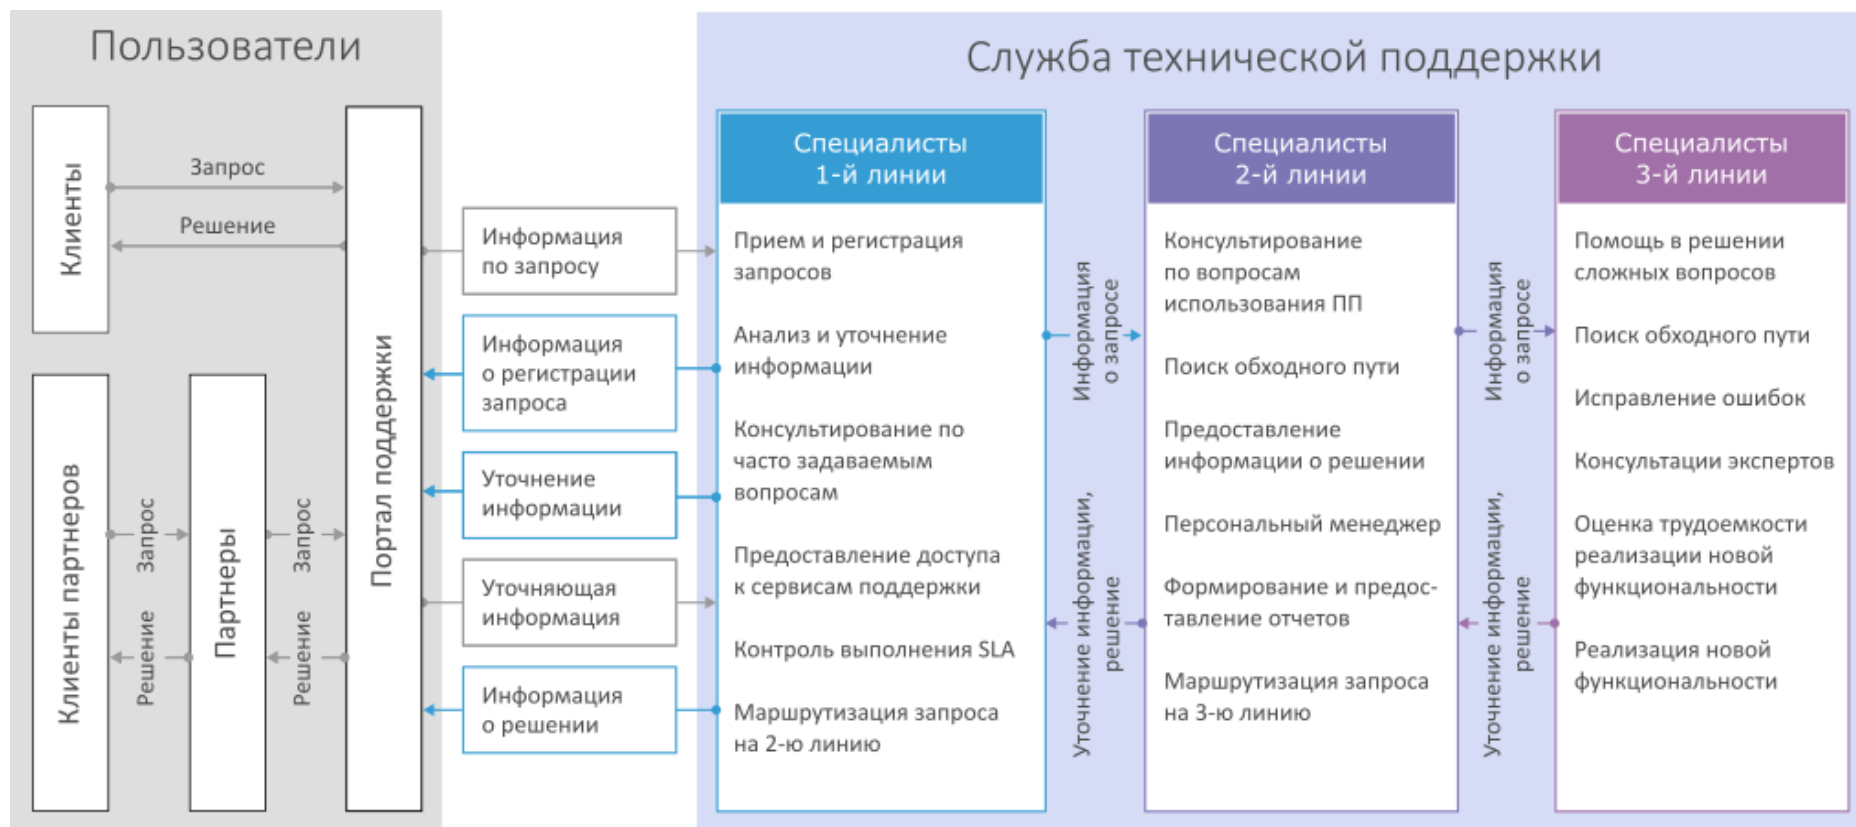 Пользователи
Клиенты
Запрос
Решение
Клиенты партнеров
Запрос
Решение
Партнеры
Запрос
Решение
Портал поддержки
Информация
по запросу
Информация
о регистрации
запроса
Уточнение
информации
Уточняющая
информация
Информация
о решении
Служба технической поддержки
Специалисты
1-й линии
Прием и регистрация
запросов
Анализ и уточнение
информации
Консультирование по
часто задаваемым
вопросам
Предоставление доступа
к сервисам поддержки
Контроль выполнения SLA
Маршрутизация запроса
на 2-ю линию
Информация
о запросе
Уточнение информации,
решение
Специалисты
2-й линии
Консультирование
по вопросам
использования ПП
Поиск обходного пути
Предоставление
информации о решении
Персональный менеджер
Формирование и предос-
тавление отчетов
Маршрутизация запроса
на 3-ю линию
Информация
о запросе
Уточнение информации,
решение
Специалисты
3-й линии
Помощь в решении
сложных вопросов
Поиск обходного пути
Исправление ошибок
Консультации экспертов
Оценка трудоемкости
реализации новой
функциональности
Реализация новой
функциональности